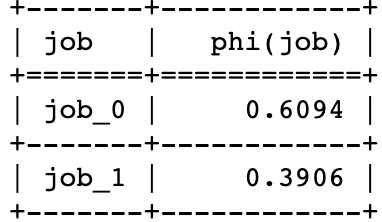 +-------+------------+
| job   |   phi(job) |
+=======+============+
| job_0 |     0.6094 |
+-------+------------+
| job_1 |     0.3906 |
+-------+------------+